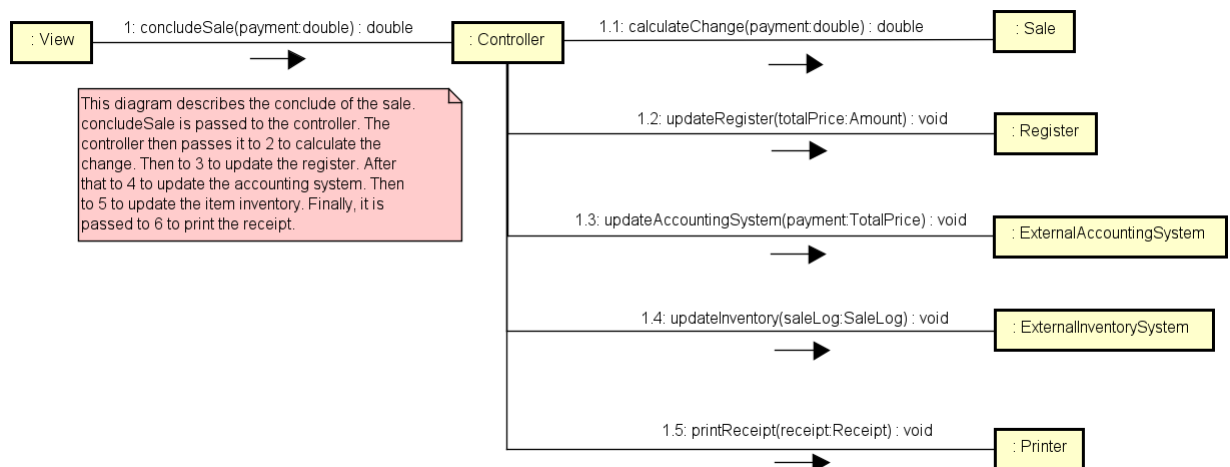 1: concludeSale(payment:double) : double
1.1: calculateChange(payment:double) : double
: View
: Controller
: Sale
This diagram describes the conclude of the sale.
concludeSale is passed to the controller. The
controller then passes it to 2 to calculate the
change. Then to 3 to update the register. After
that to 4 to update the accounting system. Then
to 5 to update the item inventory. Finally, it is
passed to 6 to print the receipt.
1.2: updateRegister(totalPrice:Amount) : void
: Register
1.3: updateAccountingSystem(payment:TotalPrice) : void
: ExternalAccountingSystem
1.4: updateInventory(saleLog:SaleLog) : void
: ExternalInventorySystem
1.5: printReceipt(receipt:Receipt) : void
: Printer